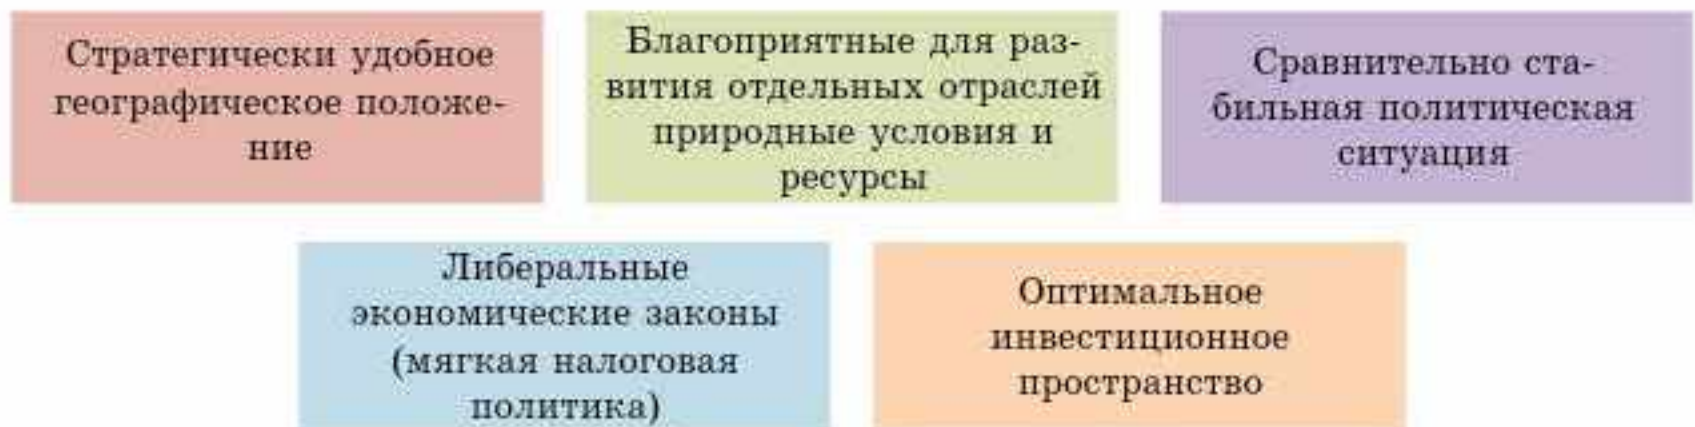 Стратегически удобное
географическое положе-
ние
Благоприятные для раз-
вития отдельных отраслей
природные условия и
ресурсы
Сравнительно ста-
бильная политическая
ситуация
Либеральные
экономические законы
(мягкая налоговая
политика)
Оптимальное
инвестиционное
пространство